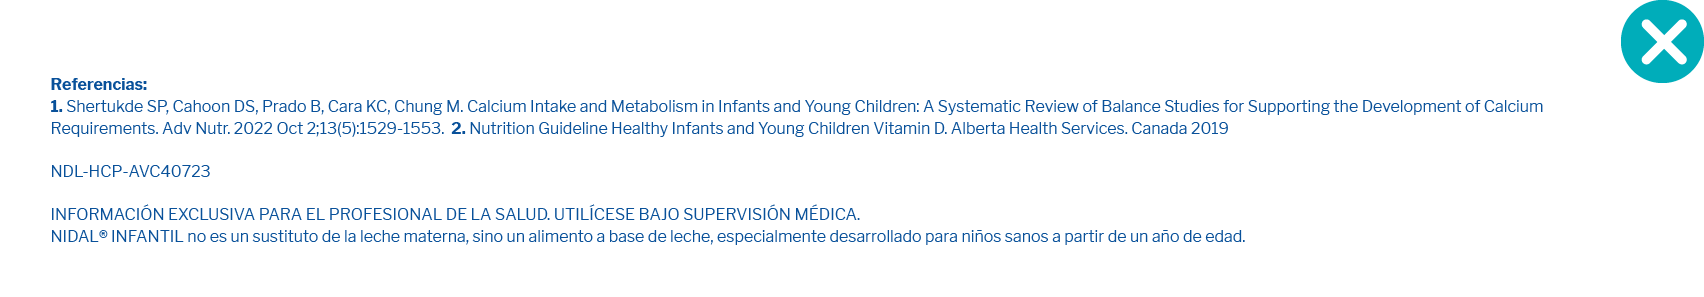 Referencias:
1. Shertukde SP, Cahoon DS, Prado B, Cara KC, Chung M. Calcium Intake and Metabolism in Infants and Young Children: A Systematic Review of Balance Studies for Supporting the Development of Calcium
Requirements. Adv Nutr. 2022 Oct 2;13(5):1529-1553. 2. Nutrition Guideline Healthy Infants and Young Children Vitamin D. Alberta Health Services. Canada 2019
NDL-HCP-AVC40723
INFORMACIÓN EXCLUSIVA PARA EL PROFESIONAL DE LA SALUD. UTILÍCESE BAJO SUPERVISIÓN MÉDICA.
NIDAL® INFANTIL no es un sustituto de la leche materna, sino un alimento a base de leche, especialmente desarrollado para niños sanos a partir de un año de edad.